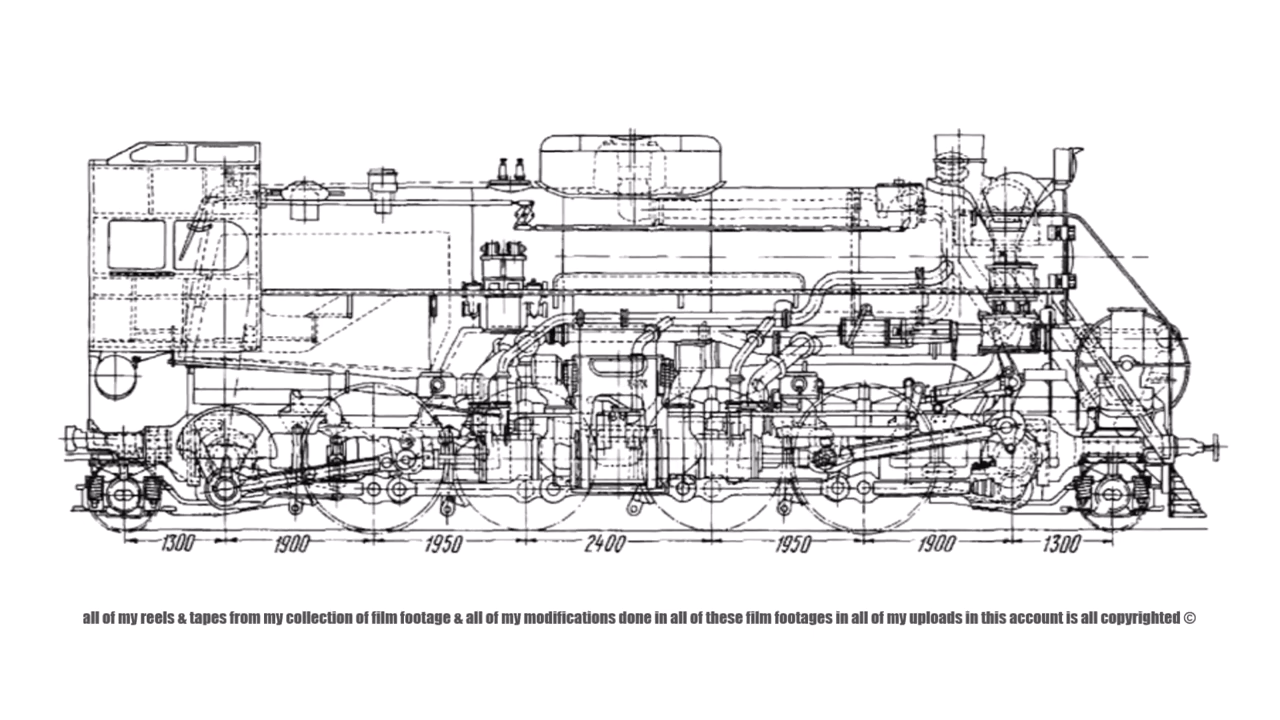 1300 1900 1950 2400 1950 1900 1300
all of my reels & tapes from my collection of film footage & all of my modifications done in all of these film footages in all of my uploads in this account is all copyrighted ©